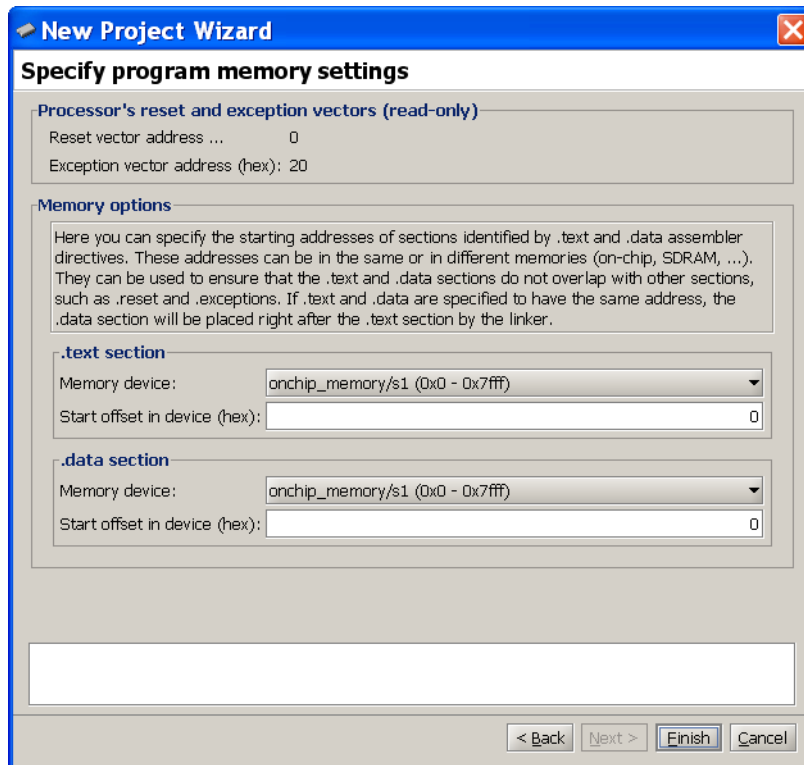 New Project Wizard
Specify program memory settings
Processor's reset and exception vectors (read-only)
Reset vector address ... 0
Exception vector address (hex): 20
Memory options
Here you can specify the starting addresses of sections identified by .text and .data assembler
directives. These addresses can be in the same or in different memories (on-chip, SDRAM, ...).
They can be used to ensure that the .text and .data sections do not overlap with other sections,
such as .reset and .exceptions. If .text and .data are specified to have the same address, the
.data section will be placed right after the .text section by the linker.
.text section
Memory device: onchip_memory/s1 (0x0 - 0x7fff)
Start offset in device (hex): 0
.data section
Memory device: onchip_memory/s1 (0x0 - 0x7fff)
Start offset in device (hex): 0
< Back Next > Finish Cancel